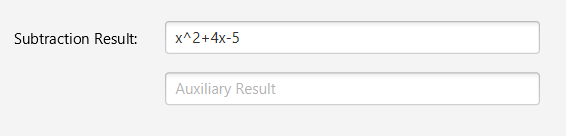 Subtraction Result: x^2+4x-5
Auxiliary Result